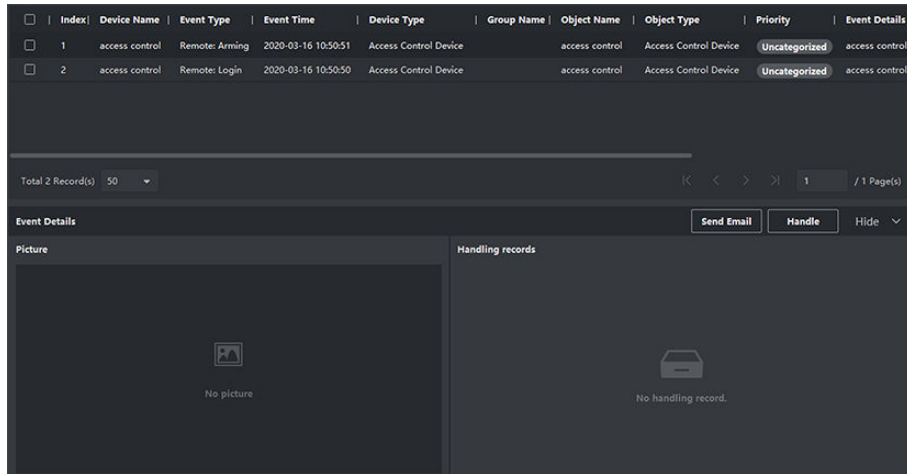 Index Device Name Event Type Event Time Device Type Group Name Object Name Object Type Priority Event Details
1 access control Remote: Arming 2020-03-16 10:50:51 Access Control Device access control Access Control Device Uncategorized access control
2 access control Remote: Login 2020-03-16 10:50:50 Access Control Device access control Access Control Device Uncategorized access control
Total 2 Record(s) 50 1 / 1 Page(s)
Event Details Send Email Handle Hide
Picture Handling records
No picture
No handling record.